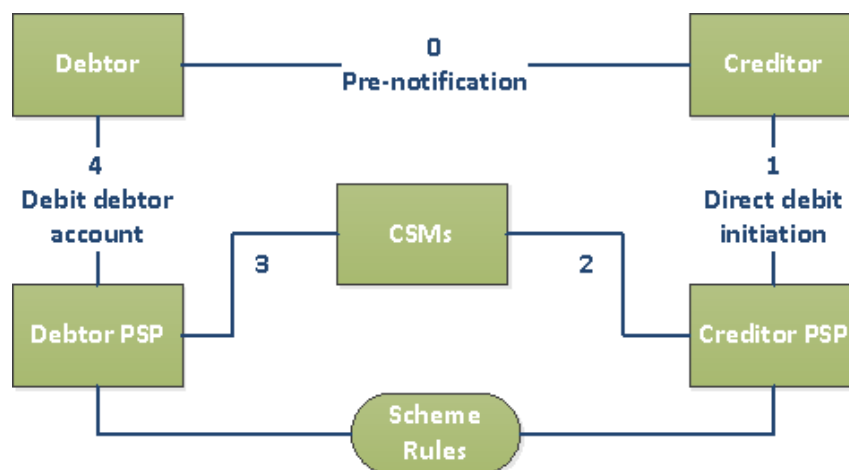 Debtor
0
Pre-notification
Creditor
4
Debit debtor
account
CSMs
1
Direct debit
initiation
3
2
Debtor PSP
Creditor PSP
Scheme
Rules